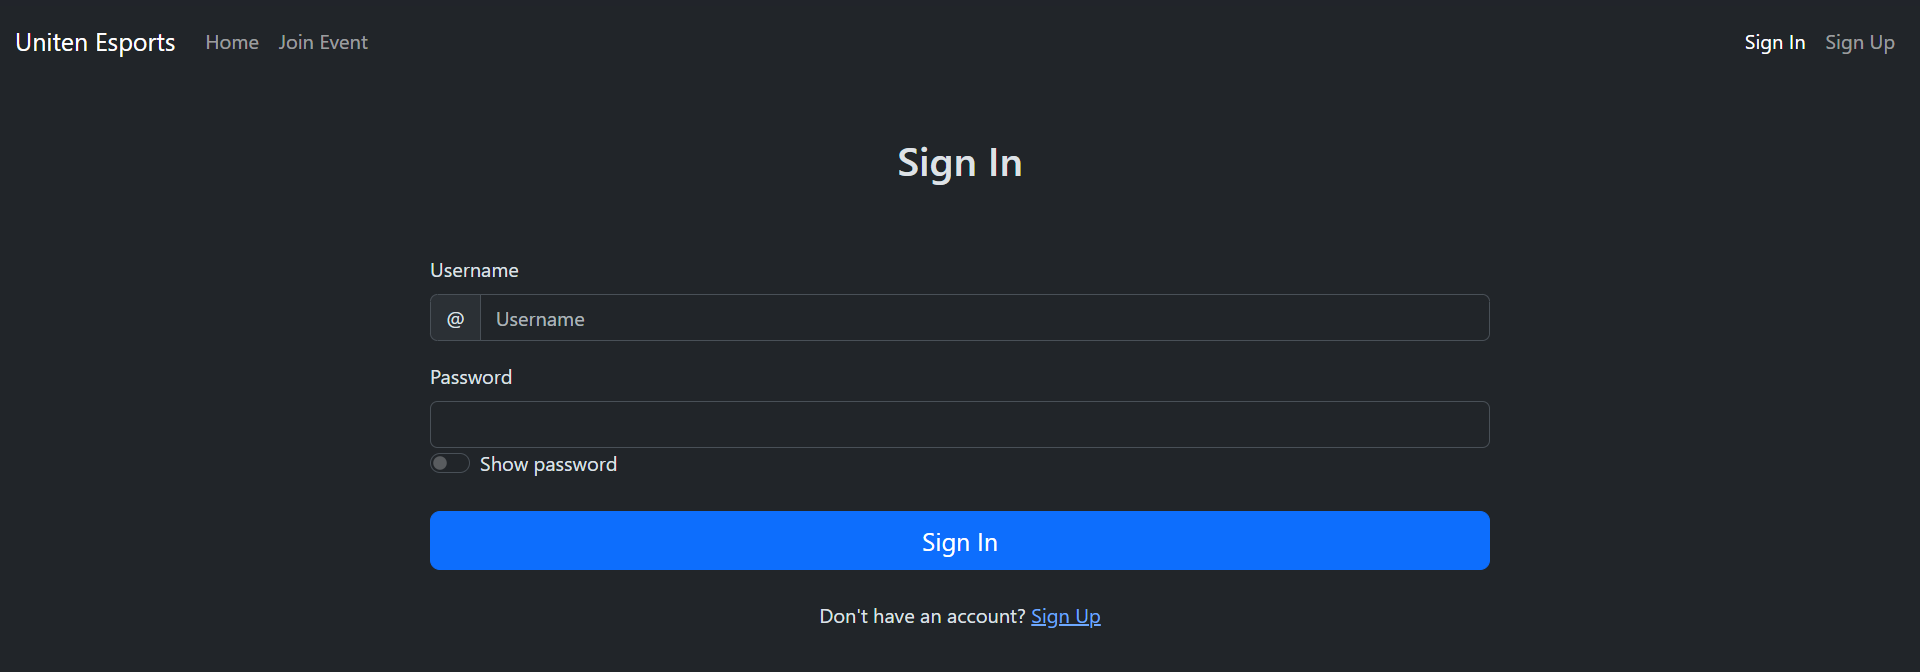 Uniten Esports Home Join Event Sign In Sign Up
Sign In
Username
@ Username
Password
Show password
Sign In
Don't have an account? Sign Up